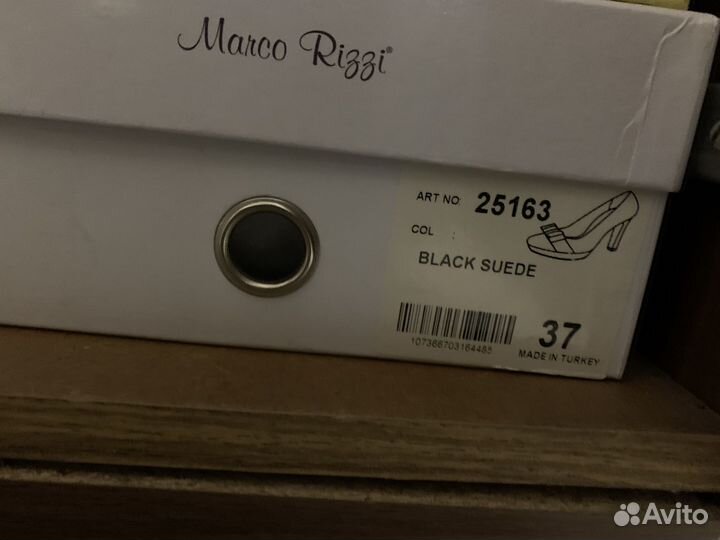 Marco Rizzi®
ART NO: 25163
COL :
BLACK SUEDE
37
107366703164485
MADE IN TURKEY
Avito